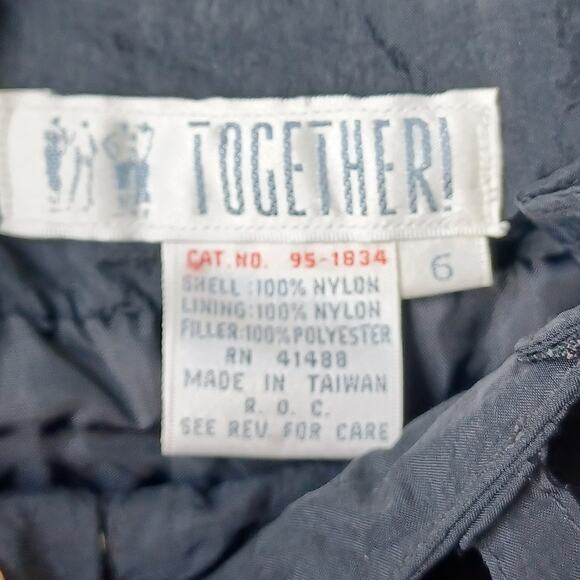 TOGETHER!
CAT. NO. 95-1834
6
SHELL :100% NYLON
LINING:100% NYLON
FILLER:100%POLYESTER
RN 41488
MADE IN TAIWAN
R. O. C.
SEE REV. FOR CARE